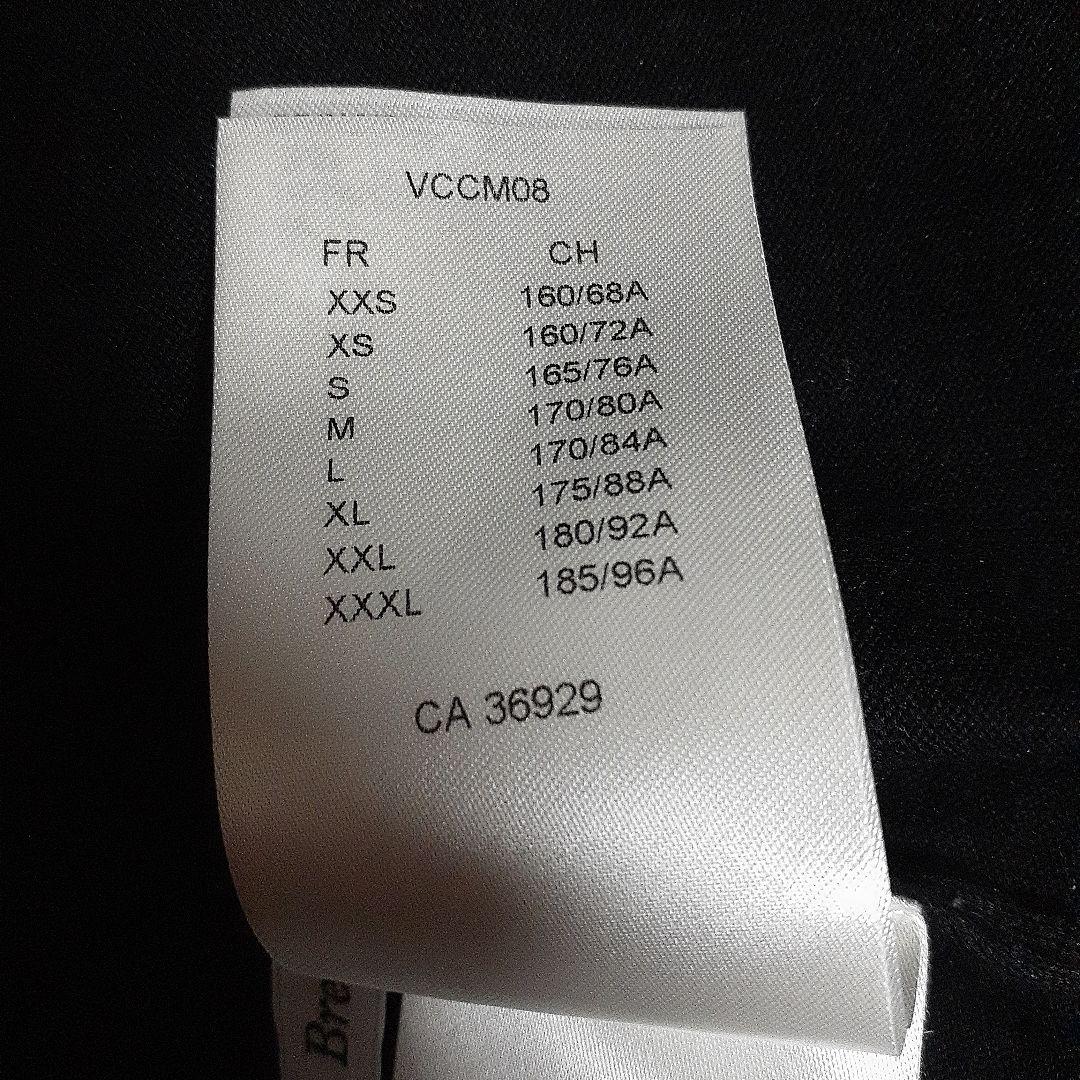 VCCM08
FR CH
XXS 160/68A
XS 160/72A
S 165/76A
M 170/80A
L 170/84A
XL 175/88A
XXL 180/92A
XXXL 185/96A
CA 36929